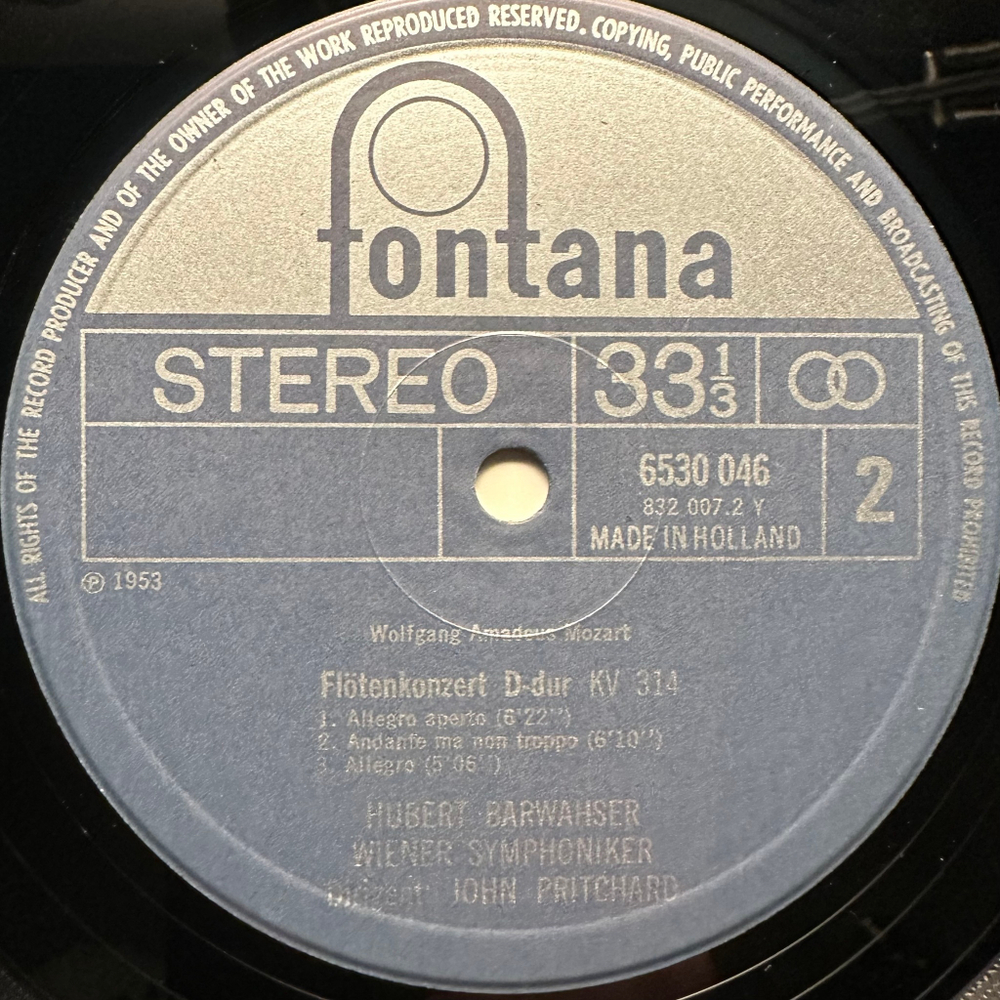 ALL RIGHTS OF THE RECORD PRODUCER AND OF THE OWNER OF THE WORK REPRODUCED RESERVED. COPYING, PUBLIC PERFORMANCE AND BROADCASTING OF THIS RECORD PROHIBITED
fontana
STEREO 33 1/3
6530 046
832 007.2 Y
MADE IN HOLLAND
2
Ⓟ 1953
Wolfgang Amadeus Mozart
Flötenkonzert D-dur KV 314
1. Allegro aperto (6'22'')
2. Andante ma non troppo (6'10'')
3. Allegro (5'06'')
HUBERT BARWAHSER
WIENER SYMPHONIKER
Dirigent JOHN PRITCHARD